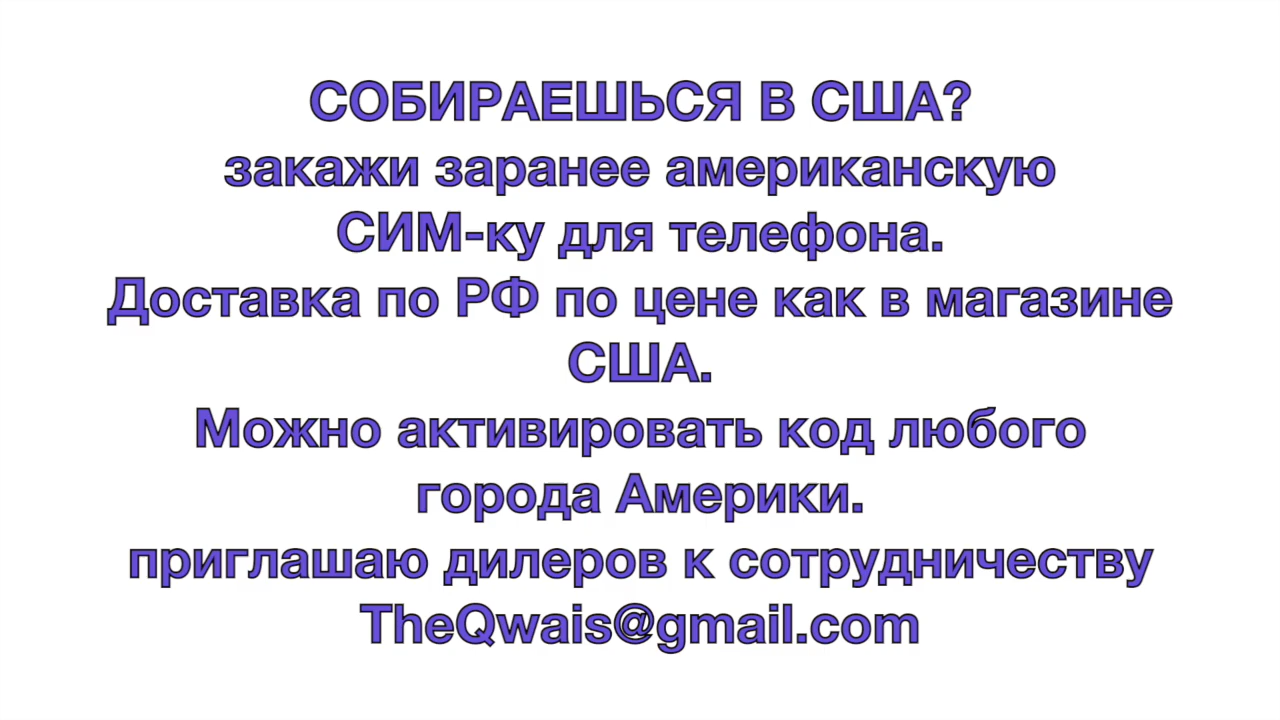 СОБИРАЕШЬСЯ В США?
закажи заранее американскую
СИМ-ку для телефона.
Доставка по РФ по цене как в магазине
США.
Можно активировать код любого
города Америки.
приглашаю дилеров к сотрудничеству
TheQwais@gmail.com